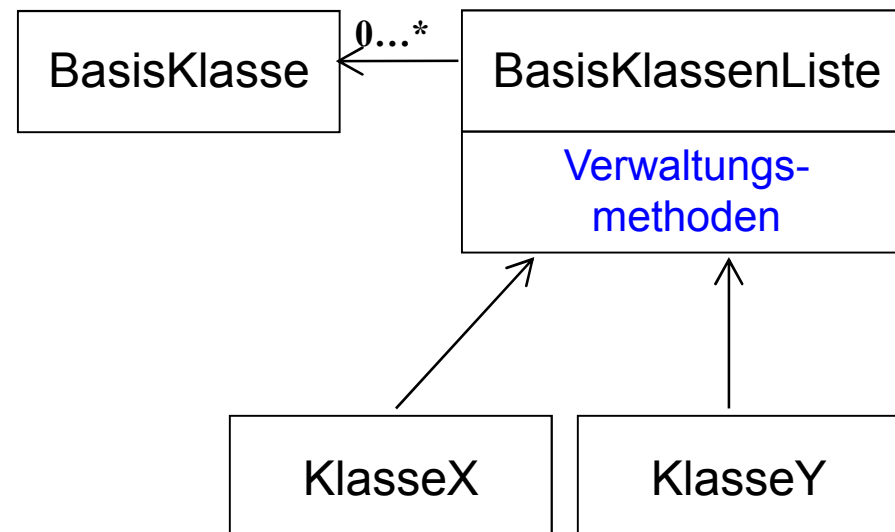 0...*
BasisKlasse
BasisKlassenListe
Verwaltungs-
methoden
KlasseX
KlasseY